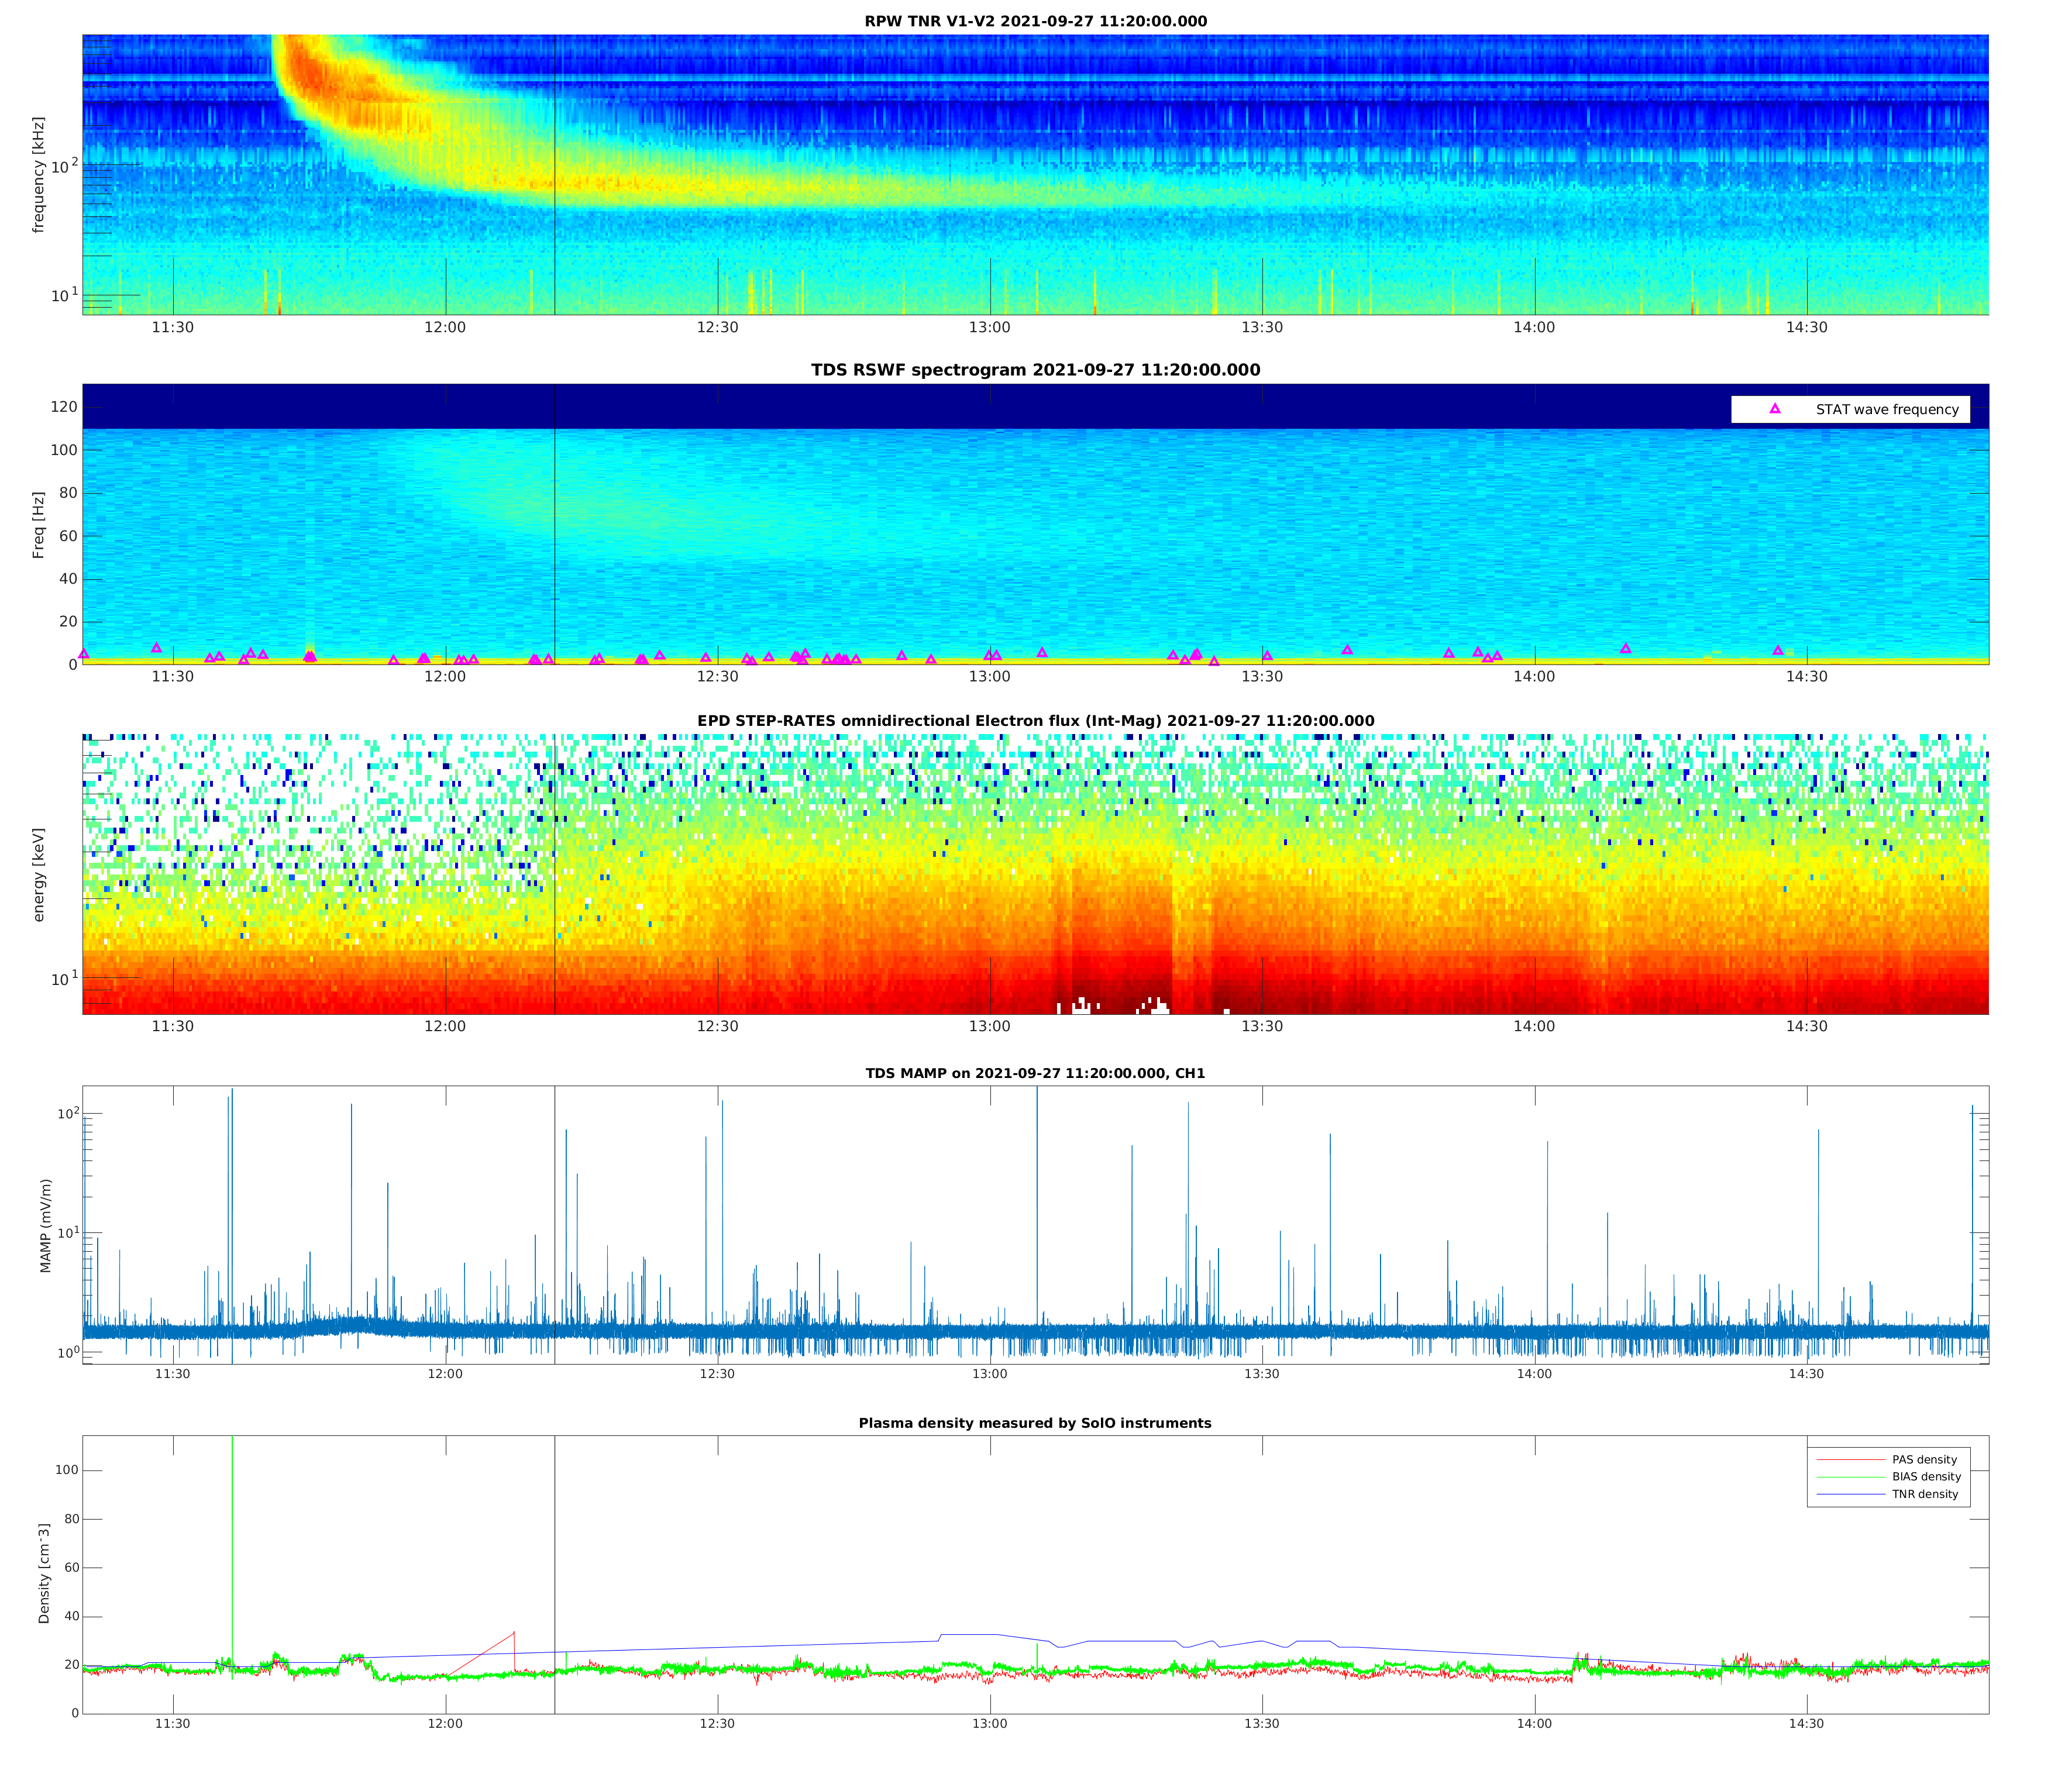 RPW TNR V1-V2 2021-09-27 11:20:00.000
frequency [kHz]
10^2
10^1
11:30 12:00 12:30 13:00 13:30 14:00 14:30
TDS RSWF spectrogram 2021-09-27 11:20:00.000
Freq [Hz]
120
100
80
60
40
20
0
STAT wave frequency
11:30 12:00 12:30 13:00 13:30 14:00 14:30
EPD STEP-RATES omnidirectional Electron flux (Int-Mag) 2021-09-27 11:20:00.000
energy [keV]
10^1
11:30 12:00 12:30 13:00 13:30 14:00 14:30
TDS MAMP on 2021-09-27 11:20:00.000, CH1
MAMP (mV/m)
10^2
10^1
10^0
11:30 12:00 12:30 13:00 13:30 14:00 14:30
Plasma density measured by SolO instruments
Density [cm^-3]
100
80
60
40
20
0
PAS density
BIAS density
TNR density
11:30 12:00 12:30 13:00 13:30 14:00 14:30